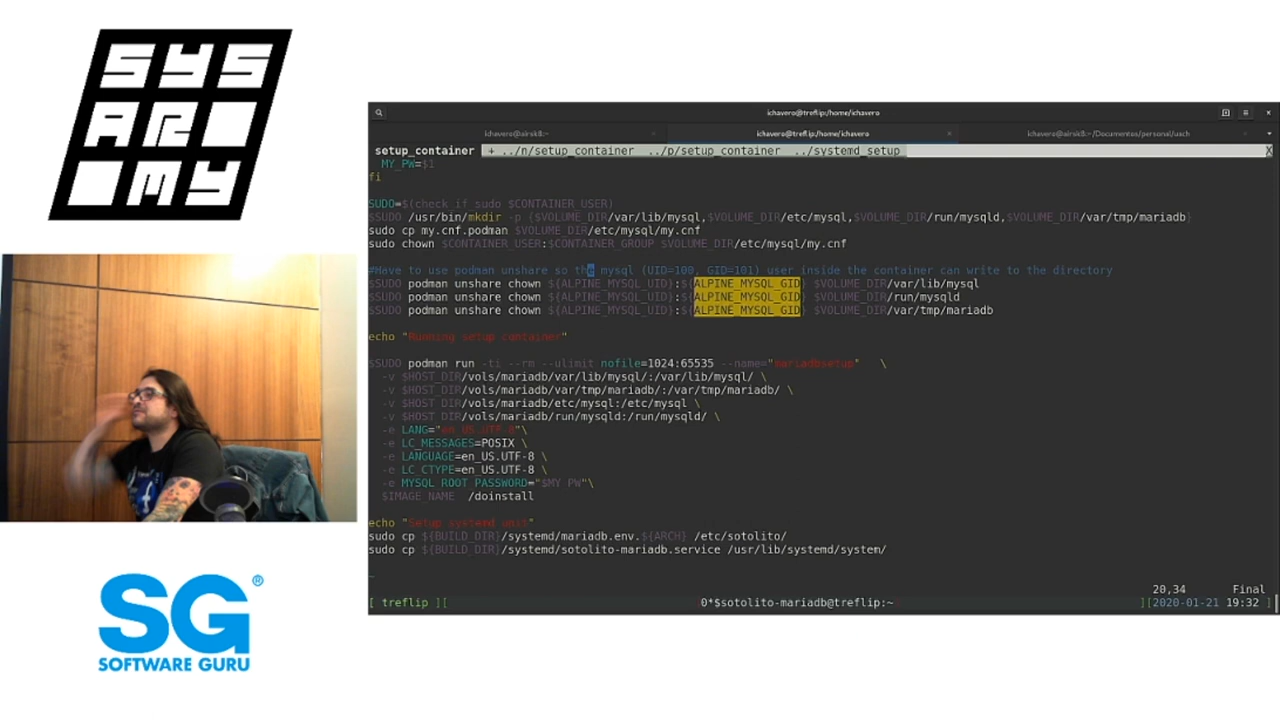 SYS
AR
MY
SG®
SOFTWARE GURU
ichavero@treflip:/home/ichavero
ichavero@airsik8:~
ichavero@treflip:/home/ichavero
ichavero@airsik8:~/Documentos/personal/uach
setup_container + ../n/setup_container ../p/setup_container ../systemd_setup X
MY_PW=$1
fi
SUDO=$(check_if_sudo $CONTAINER_USER)
$SUDO /usr/bin/mkdir -p {$VOLUME_DIR/var/lib/mysql,$VOLUME_DIR/etc/mysql,$VOLUME_DIR/run/mysqld,$VOLUME_DIR/var/tmp/mariadb}
sudo cp my.cnf.podman $VOLUME_DIR/etc/mysql/my.cnf
sudo chown $CONTAINER_USER:$CONTAINER_GROUP $VOLUME_DIR/etc/mysql/my.cnf
#Have to use podman unshare so the mysql (UID=100, GID=101) user inside the container can write to the directory
$SUDO podman unshare chown ${ALPINE_MYSQL_UID}:${ALPINE_MYSQL_GID} $VOLUME_DIR/var/lib/mysql
$SUDO podman unshare chown ${ALPINE_MYSQL_UID}:${ALPINE_MYSQL_GID} $VOLUME_DIR/run/mysqld
$SUDO podman unshare chown ${ALPINE_MYSQL_UID}:${ALPINE_MYSQL_GID} $VOLUME_DIR/var/tmp/mariadb
echo "Running setup container"
$SUDO podman run -ti --rm --ulimit nofile=1024:65535 --name="mariadbsetup" \
-v $HOST_DIR/vols/mariadb/var/lib/mysql/:/var/lib/mysql/ \
-v $HOST_DIR/vols/mariadb/var/tmp/mariadb/:/var/tmp/mariadb/ \
-v $HOST_DIR/vols/mariadb/etc/mysql:/etc/mysql \
-v $HOST_DIR/vols/mariadb/run/mysqld:/run/mysqld/ \
-e LANG="en_US.UTF-8"\
-e LC_MESSAGES=POSIX \
-e LANGUAGE=en_US.UTF-8 \
-e LC_CTYPE=en_US.UTF-8 \
-e MYSQL_ROOT_PASSWORD="$MY_PW"\
$IMAGE_NAME /doinstall
echo "Setup systemd unit"
sudo cp ${BUILD_DIR}/systemd/mariadb.env.${ARCH} /etc/sotolito/
sudo cp ${BUILD_DIR}/systemd/sotolito-mariadb.service /usr/lib/systemd/system/
20,34 Final
[ treflip ][ 0*$sotolito-mariadb@treflip:~ ][2020-01-21 19:32 ]